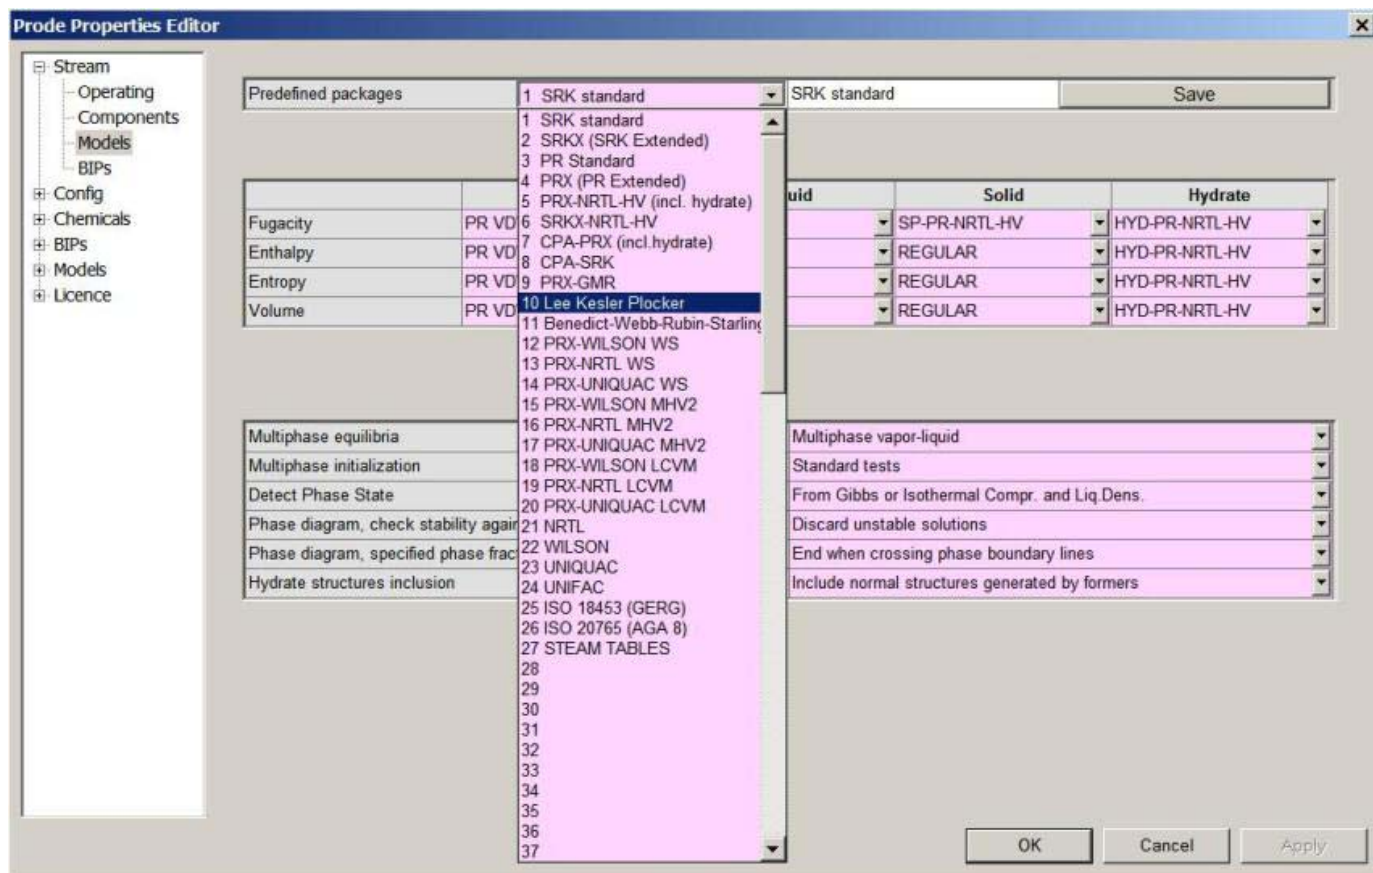 Prode Properties Editor
Stream
Operating
Components
Models
BIPs
Config
Chemicals
BIPs
Models
Licence
Predefined packages 1 SRK standard SRK standard Save
1 SRK standard
2 SRKX (SRK Extended)
3 PR Standard
4 PRX (PR Extended)
5 PRX-NRTL-HV (incl. hydrate)
6 SRKX-NRTL-HV
7 CPA-PRX (incl.hydrate)
8 CPA-SRK
9 PRX-GMR
10 Lee Kesler Plocker
11 Benedict-Webb-Rubin-Starling
12 PRX-WILSON WS
13 PRX-NRTL WS
14 PRX-UNIQUAC WS
15 PRX-WILSON MHV2
16 PRX-NRTL MHV2
17 PRX-UNIQUAC MHV2
18 PRX-WILSON LCVM
19 PRX-NRTL LCVM
20 PRX-UNIQUAC LCVM
21 NRTL
22 WILSON
23 UNIQUAC
24 UNIFAC
25 ISO 18453 (GERG)
26 ISO 20765 (AGA 8)
27 STEAM TABLES
28
29
30
31
32
33
34
35
36
37
uid Solid Hydrate
Fugacity PR VD SP-PR-NRTL-HV HYD-PR-NRTL-HV
Enthalpy PR VD REGULAR HYD-PR-NRTL-HV
Entropy PR VD REGULAR HYD-PR-NRTL-HV
Volume PR VD REGULAR HYD-PR-NRTL-HV
Multiphase equilibria Multiphase vapor-liquid
Multiphase initialization Standard tests
Detect Phase State From Gibbs or Isothermal Compr. and Liq.Dens.
Phase diagram, check stability again Discard unstable solutions
Phase diagram, specified phase frac End when crossing phase boundary lines
Hydrate structures inclusion Include normal structures generated by formers
OK Cancel Apply